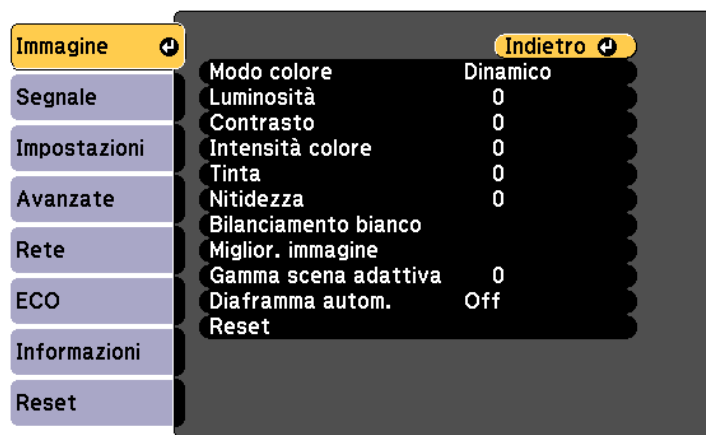 Immagine
Segnale
Impostazioni
Avanzate
Rete
ECO
Informazioni
Reset
Indietro
Modo colore Dinamico
Luminosità 0
Contrasto 0
Intensità colore 0
Tinta 0
Nitidezza 0
Bilanciamento bianco
Miglior. immagine
Gamma scena adattiva 0
Diaframma autom. Off
Reset